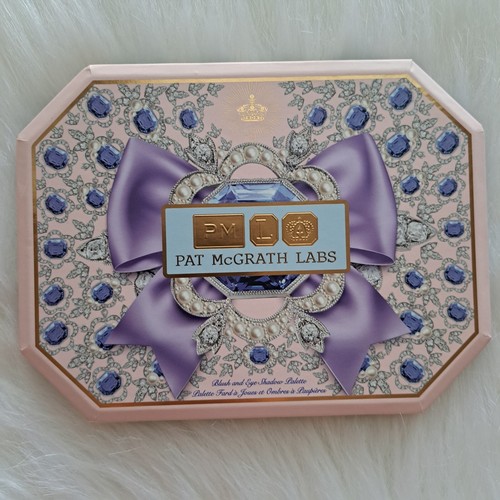 PM L
PAT McGRATH LABS
Blush and Eye Shadow Palette
Palette Fard à Joues et Ombres à Paupières